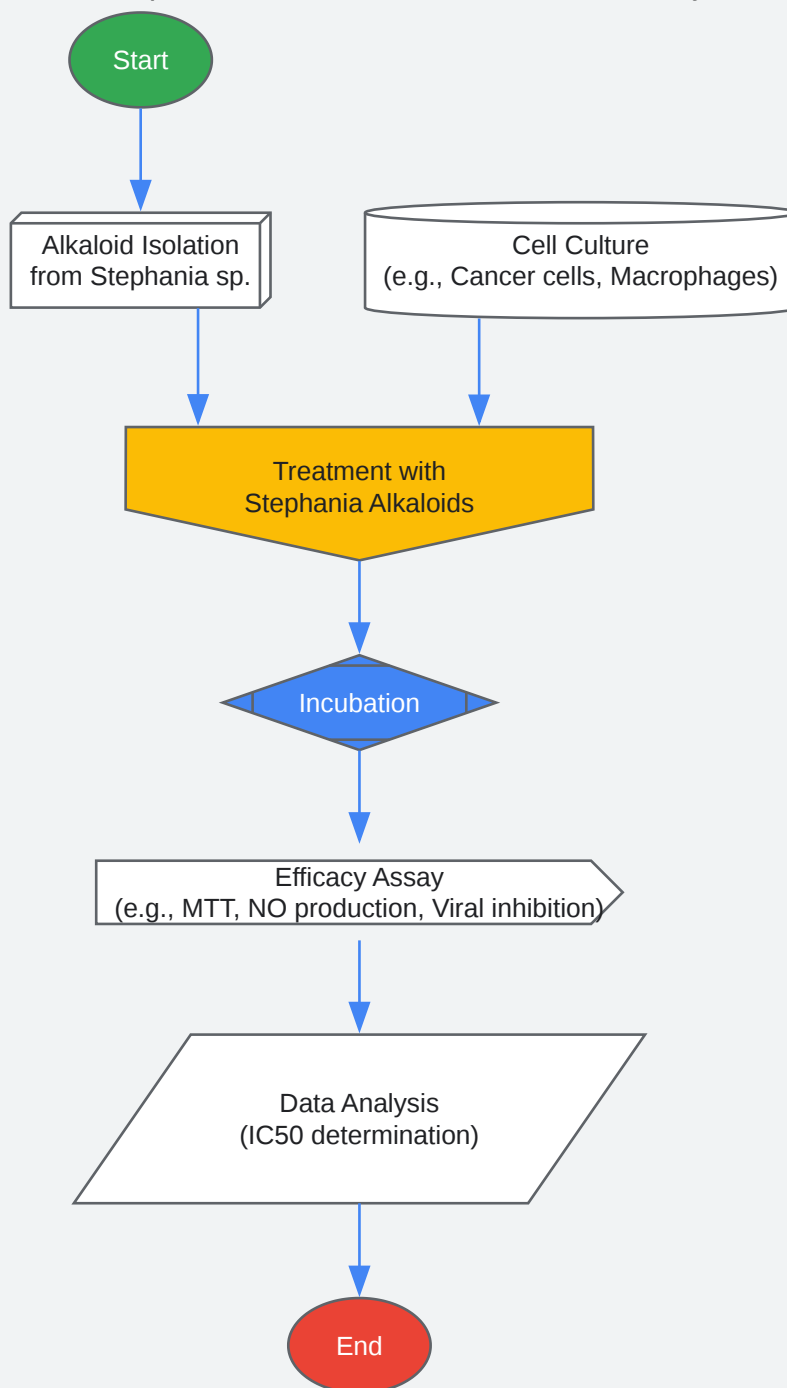 Start
Alkaloid Isolation
from Stephania sp.
Cell Culture
(e.g., Cancer cells, Macrophages)
Treatment with
Stephania Alkaloids
Incubation
Efficacy Assay
(e.g., MTT, NO production, Viral inhibition)
Data Analysis
(IC50 determination)
End